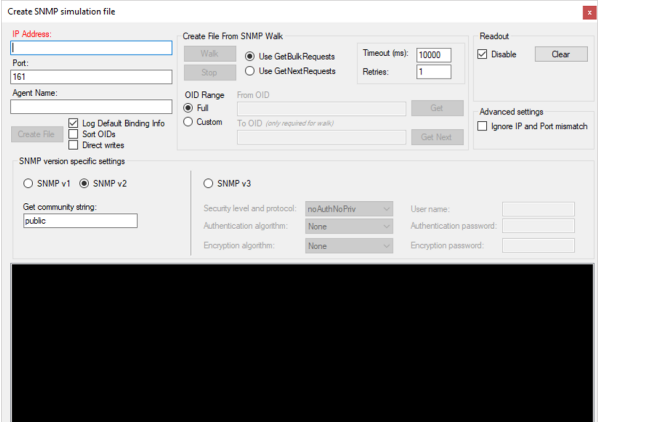 Create SNMP simulation file
x
IP Address:
Port:
161
Agent Name:
Create File
Log Default Binding Info
Sort OIDs
Direct writes
Create File From SNMP Walk
Walk
Stop
Use GetBulkRequests
Use GetNextRequests
Timeout (ms):
10000
Retries:
1
OID Range
Full
Custom
From OID
Get
To OID (only required for walk)
Get Next
Readout
Disable
Clear
Advanced settings
Ignore IP and Port mismatch
SNMP version specific settings
SNMP v1
SNMP v2
Get community string:
public
SNMP v3
Security level and protocol:
noAuthNoPriv
User name:
Authentication algorithm:
None
Authentication password:
Encryption algorithm:
None
Encryption password: